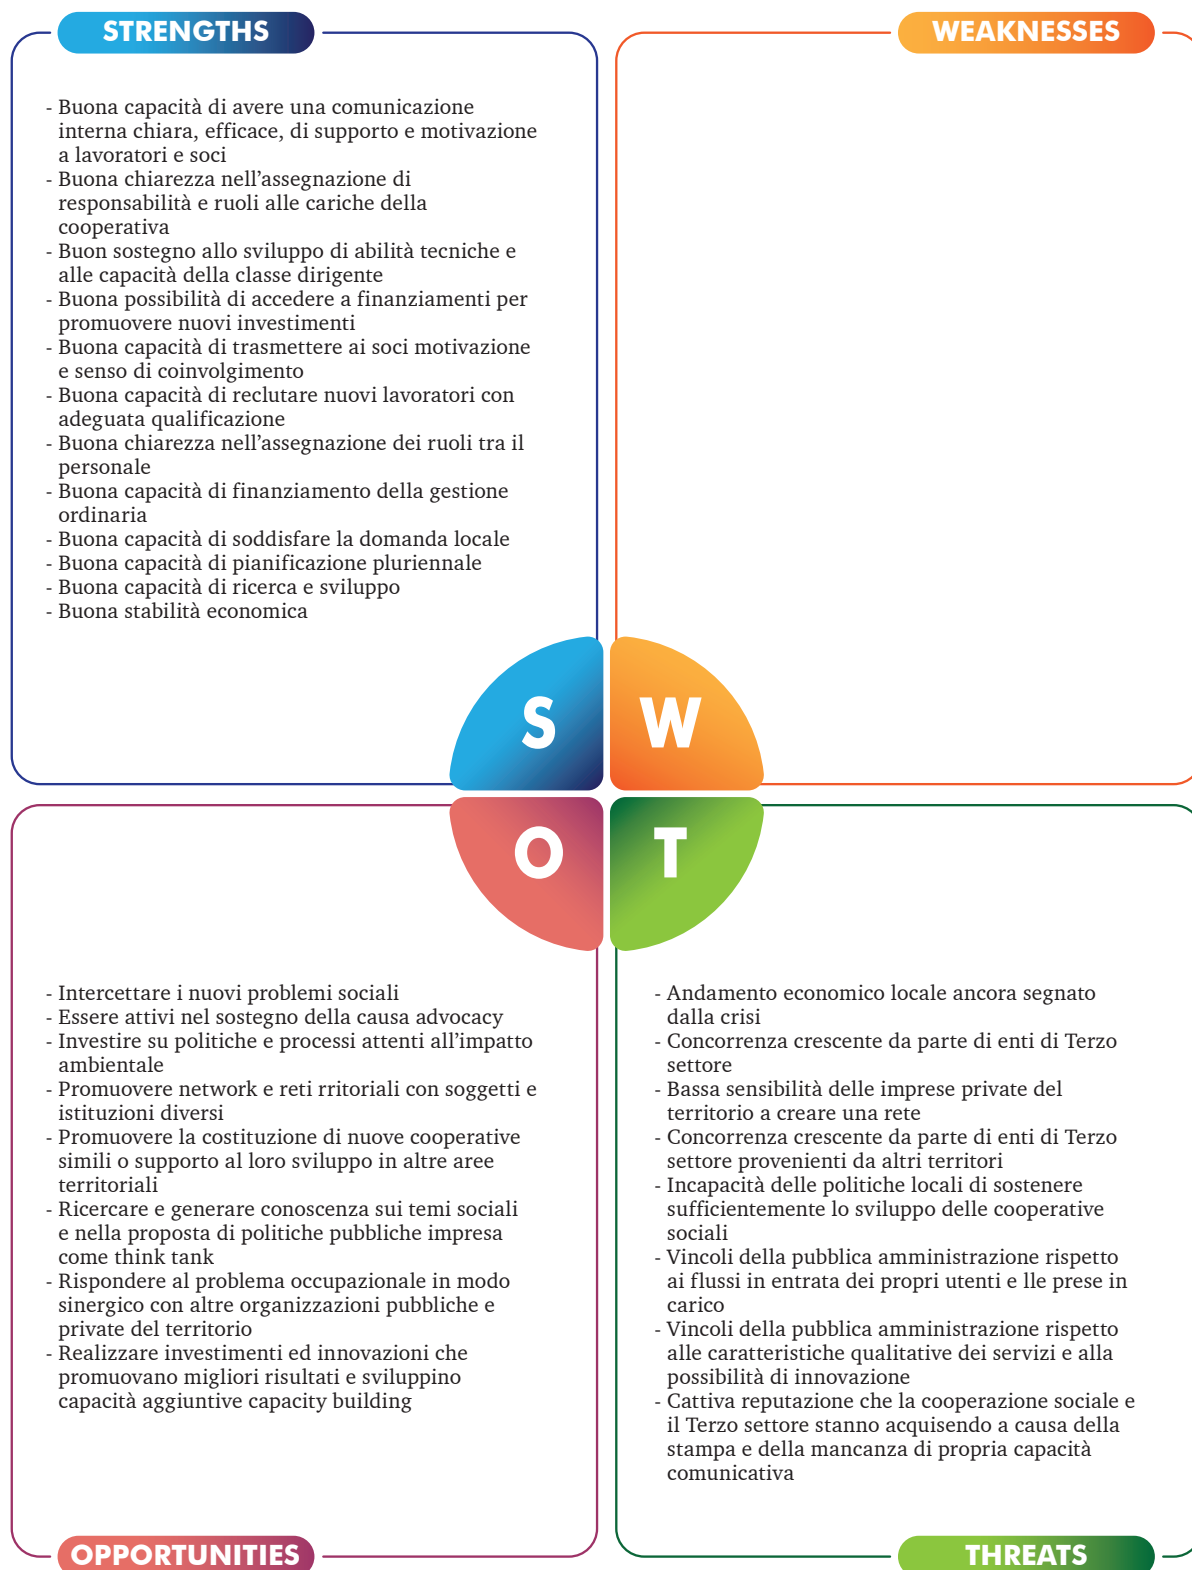 STRENGTHS
- Buona capacità di avere una comunicazione
interna chiara, efficace, di supporto e motivazione
a lavoratori e soci
- Buona chiarezza nell’assegnazione di
responsabilità e ruoli alle cariche della
cooperativa
- Buon sostegno allo sviluppo di abilità tecniche e
alle capacità della classe dirigente
- Buona possibilità di accedere a finanziamenti per
promuovere nuovi investimenti
- Buona capacità di trasmettere ai soci motivazione
e senso di coinvolgimento
- Buona capacità di reclutare nuovi lavoratori con
adeguata qualificazione
- Buona chiarezza nell’assegnazione dei ruoli tra il
personale
- Buona capacità di finanziamento della gestione
ordinaria
- Buona capacità di soddisfare la domanda locale
- Buona capacità di pianificazione pluriennale
- Buona capacità di ricerca e sviluppo
- Buona stabilità economica
WEAKNESSES
S
W
O
T
- Intercettare i nuovi problemi sociali
- Essere attivi nel sostegno della causa advocacy
- Investire su politiche e processi attenti all’impatto
ambientale
- Promuovere network e reti rritoriali con soggetti e
istituzioni diversi
- Promuovere la costituzione di nuove cooperative
simili o supporto al loro sviluppo in altre aree
territoriali
- Ricercare e generare conoscenza sui temi sociali
e nella proposta di politiche pubbliche impresa
come think tank
- Rispondere al problema occupazionale in modo
sinergico con altre organizzazioni pubbliche e
private del territorio
- Realizzare investimenti ed innovazioni che
promuovano migliori risultati e sviluppino
capacità aggiuntive capacity building
OPPORTUNITIES
- Andamento economico locale ancora segnato
dalla crisi
- Concorrenza crescente da parte di enti di Terzo
settore
- Bassa sensibilità delle imprese private del
territorio a creare una rete
- Concorrenza crescente da parte di enti di Terzo
settore provenienti da altri territori
- Incapacità delle politiche locali di sostenere
sufficientemente lo sviluppo delle cooperative
sociali
- Vincoli della pubblica amministrazione rispetto
ai flussi in entrata dei propri utenti e lle prese in
carico
- Vincoli della pubblica amministrazione rispetto
alle caratteristiche qualitative dei servizi e alla
possibilità di innovazione
- Cattiva reputazione che la cooperazione sociale e
il Terzo settore stanno acquisendo a causa della
stampa e della mancanza di propria capacità
comunicativa
THREATS